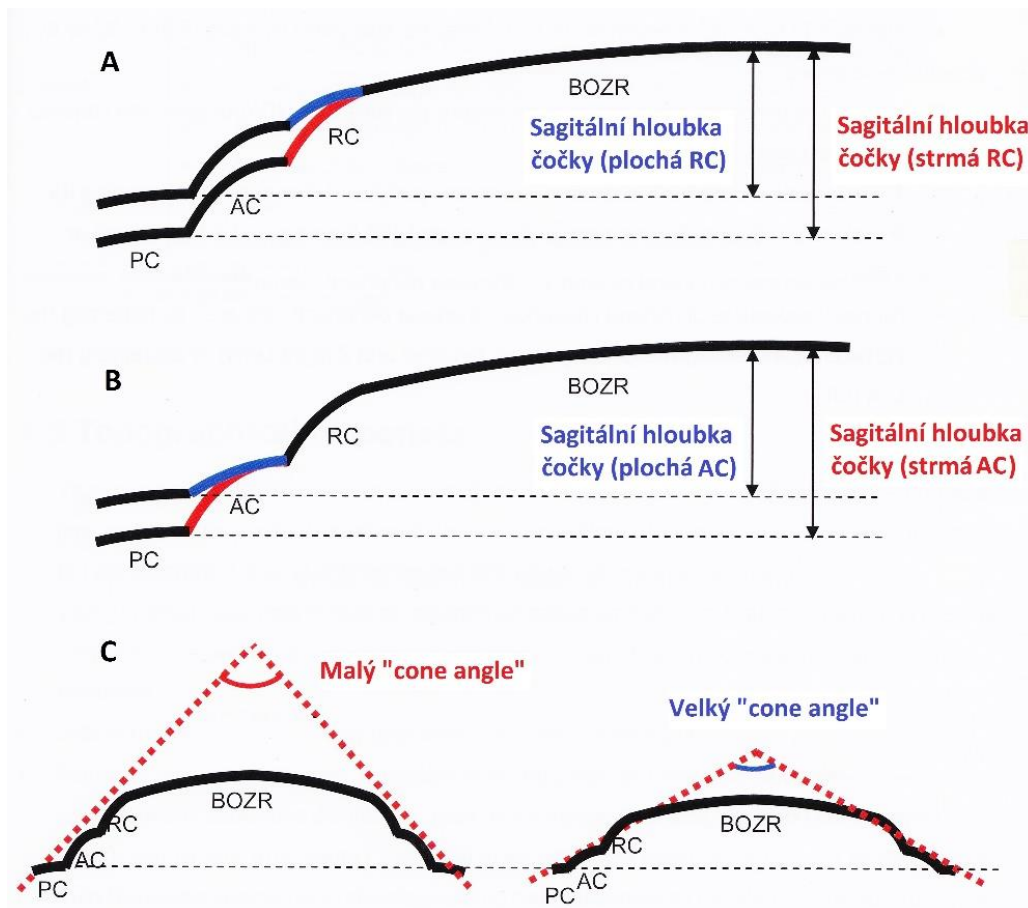 A
BOZR
RC
AC
PC
Sagitální hloubka
čočky (plochá RC)
Sagitální hloubka
čočky (strmá RC)
B
BOZR
RC
AC
PC
Sagitální hloubka
čočky (plochá AC)
Sagitální hloubka
čočky (strmá AC)
C
Malý "cone angle"
BOZR
RC
AC
PC
Velký "cone angle"
BOZR
RC
AC
PC